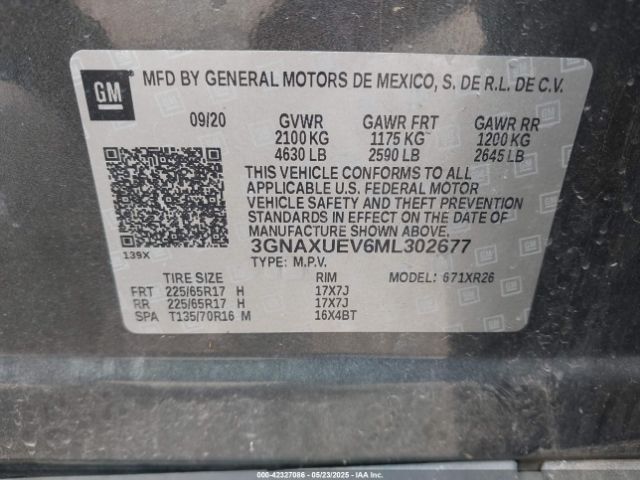 GM
MFD BY GENERAL MOTORS DE MEXICO, S. DE R.L. DE C.V.
09/20 GVWR GAWR FRT GAWR RR
2100 KG 1175 KG 1200 KG
4630 LB 2590 LB 2645 LB
THIS VEHICLE CONFORMS TO ALL
APPLICABLE U.S. FEDERAL MOTOR
VEHICLE SAFETY AND THEFT PREVENTION
STANDARDS IN EFFECT ON THE DATE OF
MANUFACTURE SHOWN ABOVE.
139X
3GNAXUEV6ML302677
TYPE: M.P.V. MODEL: 671XR26
TIRE SIZE RIM
FRT 225/65R17 H 17X7J
RR 225/65R17 H 17X7J
SPA T135/70R16 M 16X4BT
© IAA 42327086 - 05/23/2025 - IAAI.COM